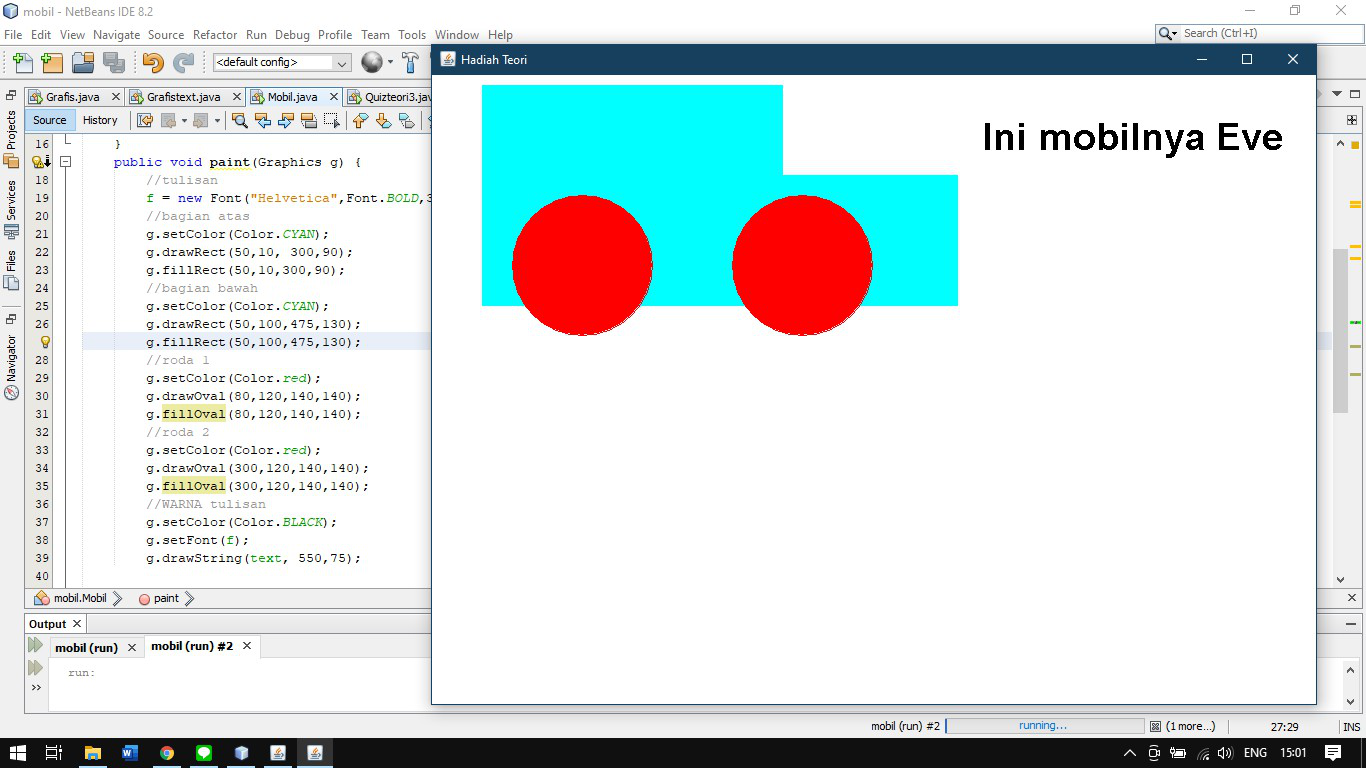 mobil - NetBeans IDE 8.2
File Edit View Navigate Source Refactor Run Debug Profile Team Tools Window Help
Search (Ctrl+I)
<default config>
Hadiah Teori
Grafis.java Grafistext.java Mobil.java Quizteori3.jav
Source History
Projects
Services
Files
Navigator
16 }
public void paint(Graphics g) {
18 //tulisan
19 f = new Font("Helvetica",Font.BOLD,3
20 //bagian atas
21 g.setColor(Color.CYAN);
22 g.drawRect(50,10, 300,90);
23 g.fillRect(50,10,300,90);
24 //bagian bawah
25 g.setColor(Color.CYAN);
26 g.drawRect(50,100,475,130);
g.fillRect(50,100,475,130);
28 //roda 1
29 g.setColor(Color.red);
30 g.drawOval(80,120,140,140);
31 g.fillOval(80,120,140,140);
32 //roda 2
33 g.setColor(Color.red);
34 g.drawOval(300,120,140,140);
35 g.fillOval(300,120,140,140);
36 //WARNA tulisan
37 g.setColor(Color.BLACK);
38 g.setFont(f);
39 g.drawString(text, 550,75);
40
Ini mobilnya Eve
mobil.Mobil paint
Output
mobil (run) mobil (run) #2
run:
mobil (run) #2 running... (1 more...) 27:29 INS
ENG 15:01